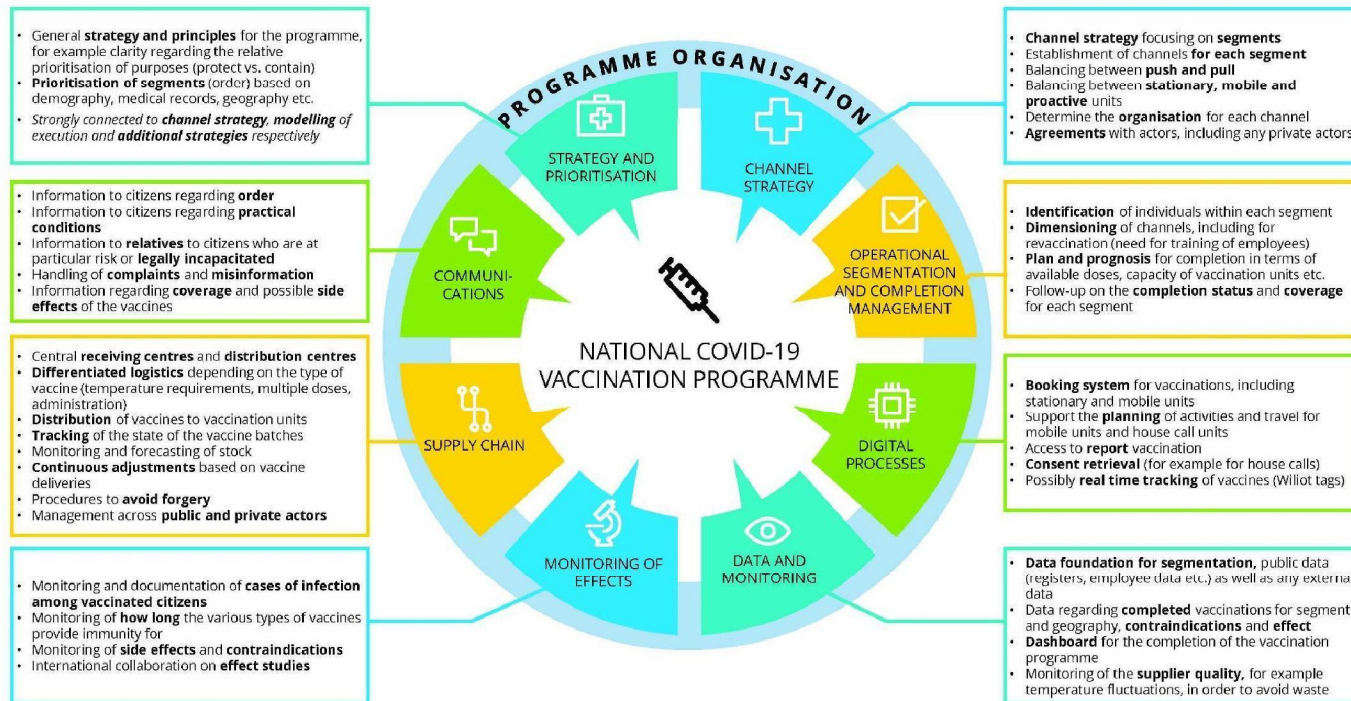 • General strategy and principles for the programme,
for example clarity regarding the relative
prioritisation of purposes (protect vs. contain)
• Prioritisation of segments (order) based on
demography, medical records, geography etc.
• Strongly connected to channel strategy, modelling of
execution and additional strategies respectively
• Information to citizens regarding order
• Information to citizens regarding practical
conditions
• Information to relatives to citizens who are at
particular risk or legally incapacitated
• Handling of complaints and misinformation
• Information regarding coverage and possible side
effects of the vaccines
• Central receiving centres and distribution centres
• Differentiated logistics depending on the type of
vaccine (temperature requirements, multiple doses,
administration)
• Distribution of vaccines to vaccination units
• Tracking of the state of the vaccine batches
• Monitoring and forecasting of stock
• Continuous adjustments based on vaccine
deliveries
• Procedures to avoid forgery
• Management across public and private actors
• Monitoring and documentation of cases of infection
among vaccinated citizens
• Monitoring of how long the various types of vaccines
provide immunity for
• Monitoring of side effects and contraindications
• International collaboration on effect studies
PROGRAMME ORGANISATION
STRATEGY AND
PRIORITISATION
CHANNEL
STRATEGY
COMMUNI-
CATIONS
OPERATIONAL
SEGMENTATION
AND COMPLETION
MANAGEMENT
NATIONAL COVID-19
VACCINATION PROGRAMME
SUPPLY CHAIN
DIGITAL
PROCESSES
MONITORING OF
EFFECTS
DATA AND
MONITORING
• Channel strategy focusing on segments
• Establishment of channels for each segment
• Balancing between push and pull
• Balancing between stationary, mobile and
proactive units
• Determine the organisation for each channel
• Agreements with actors, including any private actors
• Identification of individuals within each segment
• Dimensioning of channels, including for
revaccination (need for training of employees)
• Plan and prognosis for completion in terms of
available doses, capacity of vaccination units etc.
• Follow-up on the completion status and coverage
for each segment
• Booking system for vaccinations, including
stationary and mobile units
• Support the planning of activities and travel for
mobile units and house call units
• Access to report vaccination
• Consent retrieval (for example for house calls)
• Possibly real time tracking of vaccines (Wiliot tags)
• Data foundation for segmentation, public data
(registers, employee data etc.) as well as any externa
data
• Data regarding completed vaccinations for segment
and geography, contraindications and effect
• Dashboard for the completion of the vaccination
programme
• Monitoring of the supplier quality, for example
temperature fluctuations, in order to avoid waste